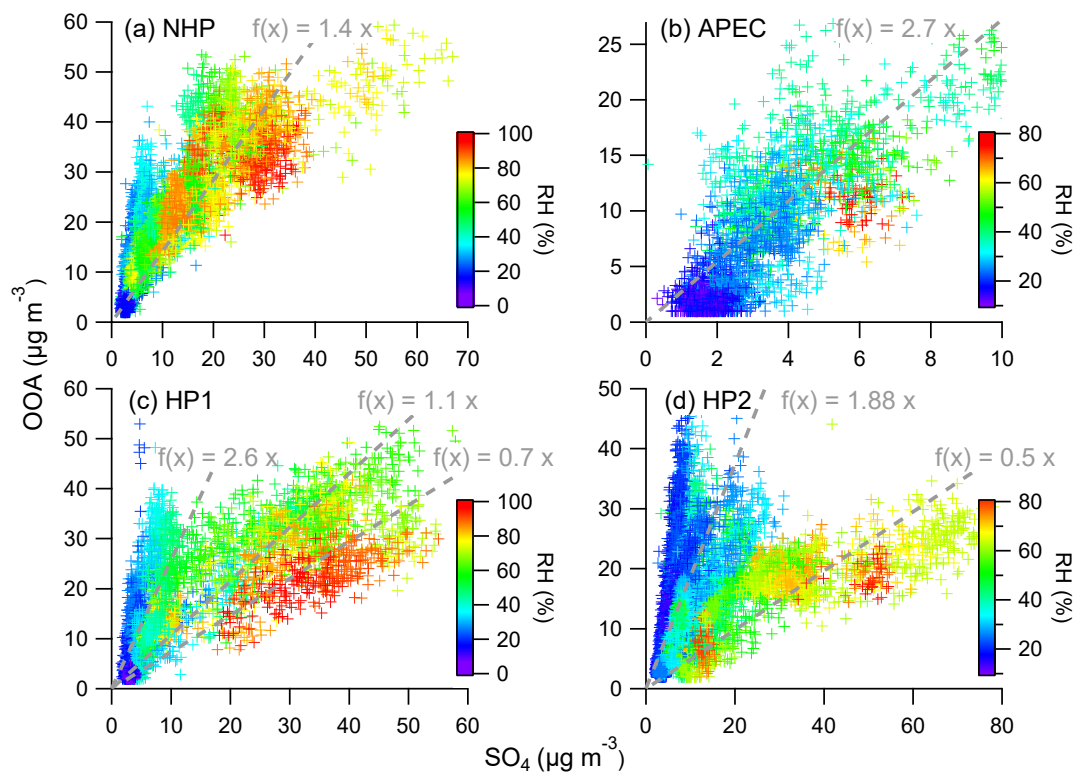 OOA (µg m⁻³)
(a) NHP
f(x) = 1.4 x
60
50
40
30
20
10
0
0 10 20 30 40 50 60 70
100
80
60
40
20
0
RH (%)
(b) APEC
f(x) = 2.7 x
25
20
15
10
5
0
0 2 4 6 8 10
80
60
40
20
RH (%)
(c) HP1
f(x) = 1.1 x
f(x) = 2.6 x
f(x) = 0.7 x
60
50
40
30
20
10
0
0 10 20 30 40 50 60
100
80
60
40
20
0
RH (%)
(d) HP2
f(x) = 1.88 x
f(x) = 0.5 x
50
40
30
20
10
0
0 20 40 60 80
80
60
40
20
RH (%)
SO₄ (µg m⁻³)